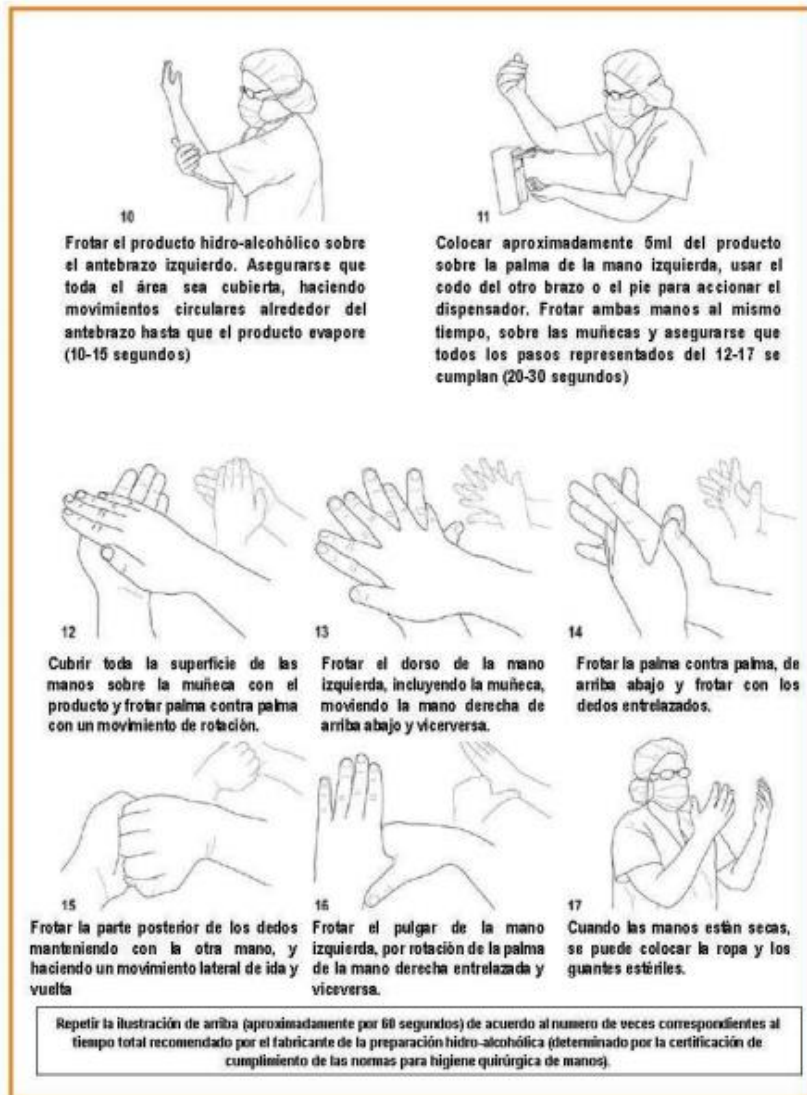 10
Frotar el producto hidro-alcohólico sobre
el antebrazo izquierdo. Asegurarse que
toda el área sea cubierta, haciendo
movimientos circulares alrededor del
antebrazo hasta que el producto evapore
(10-15 segundos)
11
Colocar aproximadamente 5ml del producto
sobre la palma de la mano izquierda, usar el
codo del otro brazo o el pie para accionar el
dispensador. Frotar ambas manos al mismo
tiempo, sobre las muñecas y asegurarse que
todos los pasos representados del 12-17 se
cumplan (20-30 segundos)
12
Cubrir toda la superficie de las
manos sobre la muñeca con el
producto y frotar palma contra palma
con un movimiento de rotación.
13
Frotar el dorso de la mano
izquierda, incluyendo la muñeca,
moviendo la mano derecha de
arriba abajo y vicerversa.
14
Frotar la palma contra palma, de
arriba abajo y frotar con los
dedos entrelazados.
15
Frotar la parte posterior de los dedos
manteniendo con la otra mano, y
haciendo un movimiento lateral de ida y
vuelta
16
Frotar el pulgar de la mano
izquierda, por rotación de la palma
de la mano derecha entrelazada y
viceversa.
17
Cuando las manos están secas,
se puede colocar la ropa y los
guantes estériles.
Repetir la ilustración de arriba (aproximadamente por 60 segundos) de acuerdo al numero de veces correspondientes al
tiempo total recomendado por el fabricante de la preparación hidro-alcohólica (determinado por la certificación de
cumplimiento de las normas para higiene quirúrgica de manos).